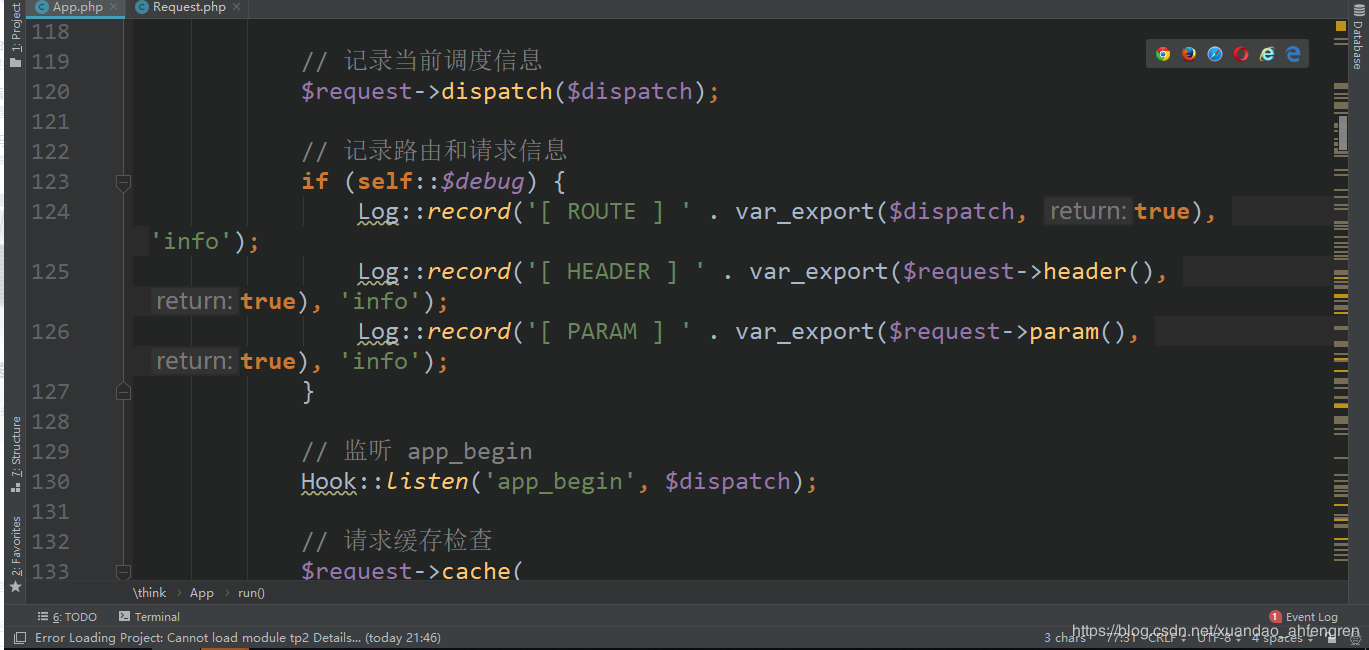 App.php
Request.php
1: Project
Database
118
119 // 记录当前调度信息
120 $request->dispatch($dispatch);
121
122 // 记录路由和请求信息
123 if (self::$debug) {
124 Log::record('[ ROUTE ] ' . var_export($dispatch, return: true),
'info');
125 Log::record('[ HEADER ] ' . var_export($request->header(),
return: true), 'info');
126 Log::record('[ PARAM ] ' . var_export($request->param(),
return: true), 'info');
127 }
128
129 // 监听 app_begin
130 Hook::listen('app_begin', $dispatch);
131
132 // 请求缓存检查
133 $request->cache(
7: Structure
2: Favorites
\think › App › run()
6: TODO Terminal
1 Event Log
Error Loading Project: Cannot load module tp2 Details... (today 21:46)
3 chars 77:31 CRLF UTF-8 4 spaces
https://blog.csdn.net/xuandao_ahfengren